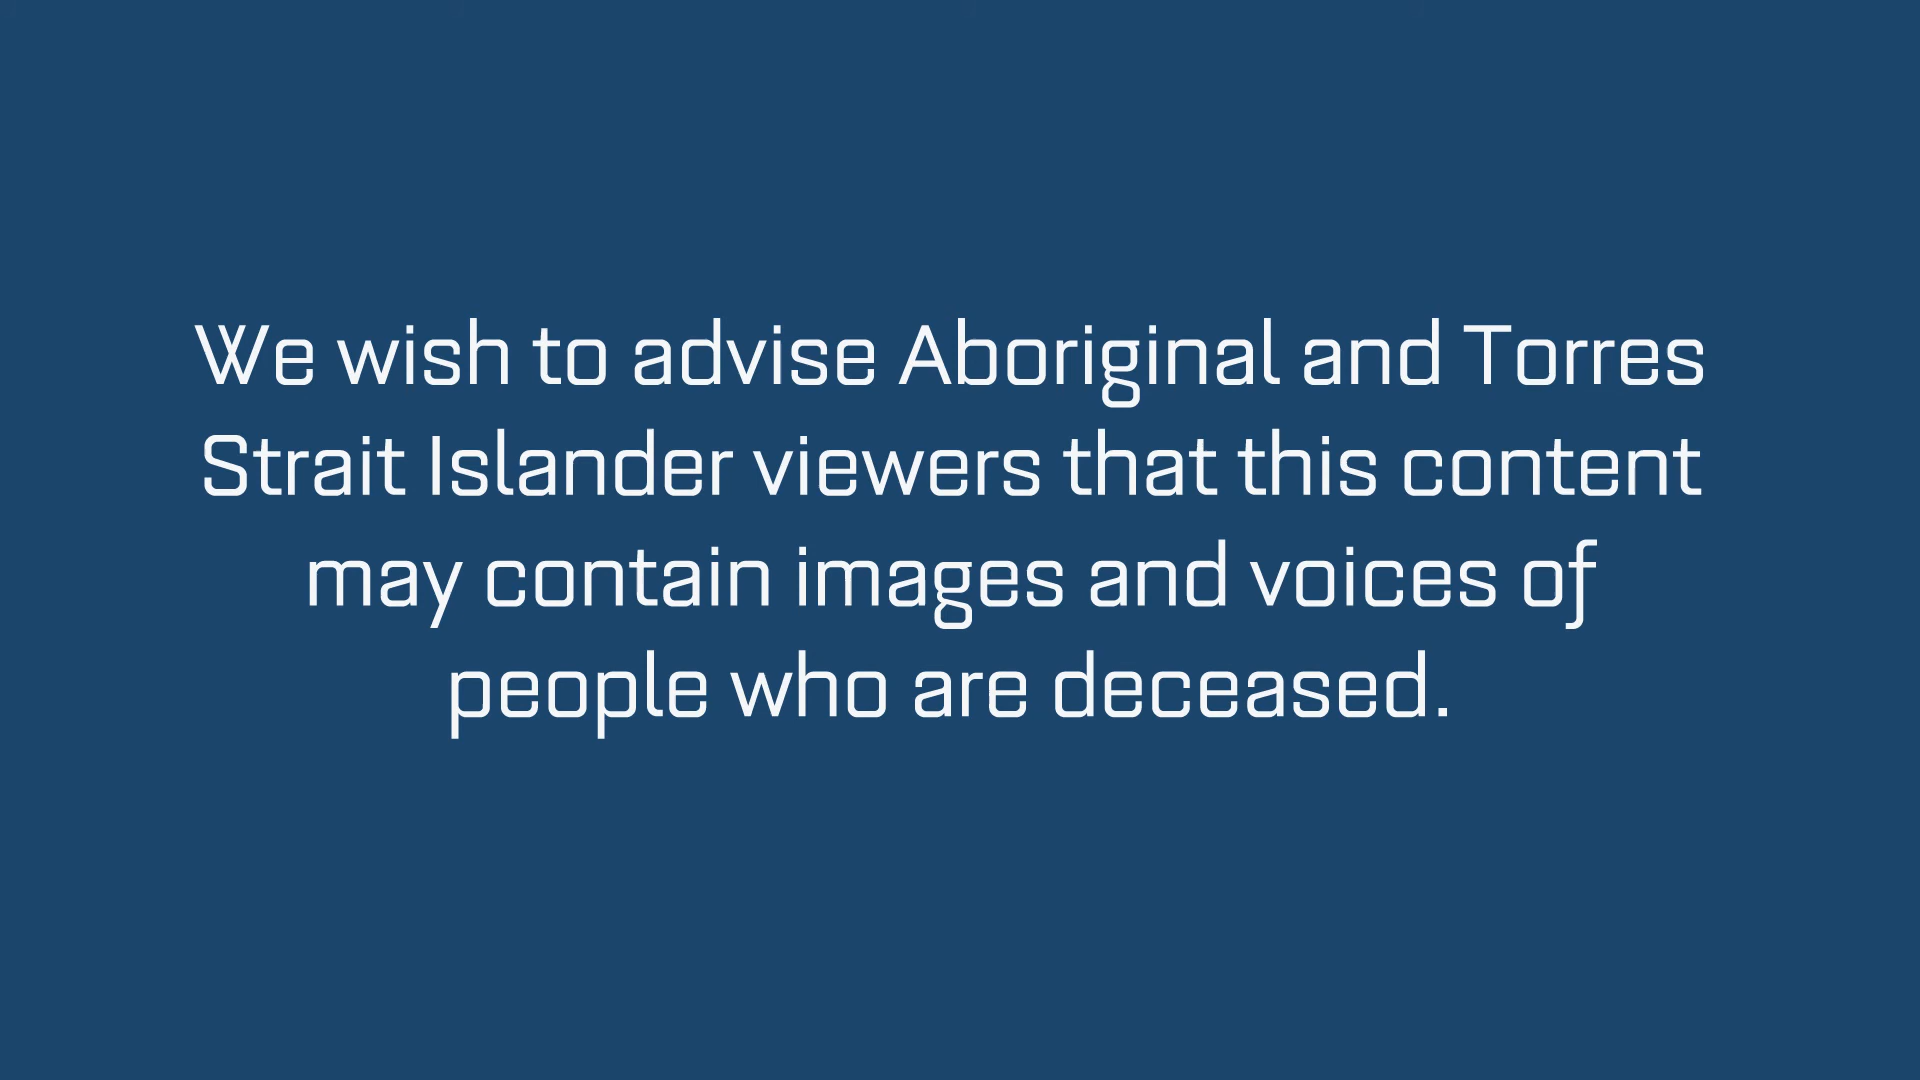 We wish to advise Aboriginal and Torres
Strait Islander viewers that this content
may contain images and voices of
people who are deceased.